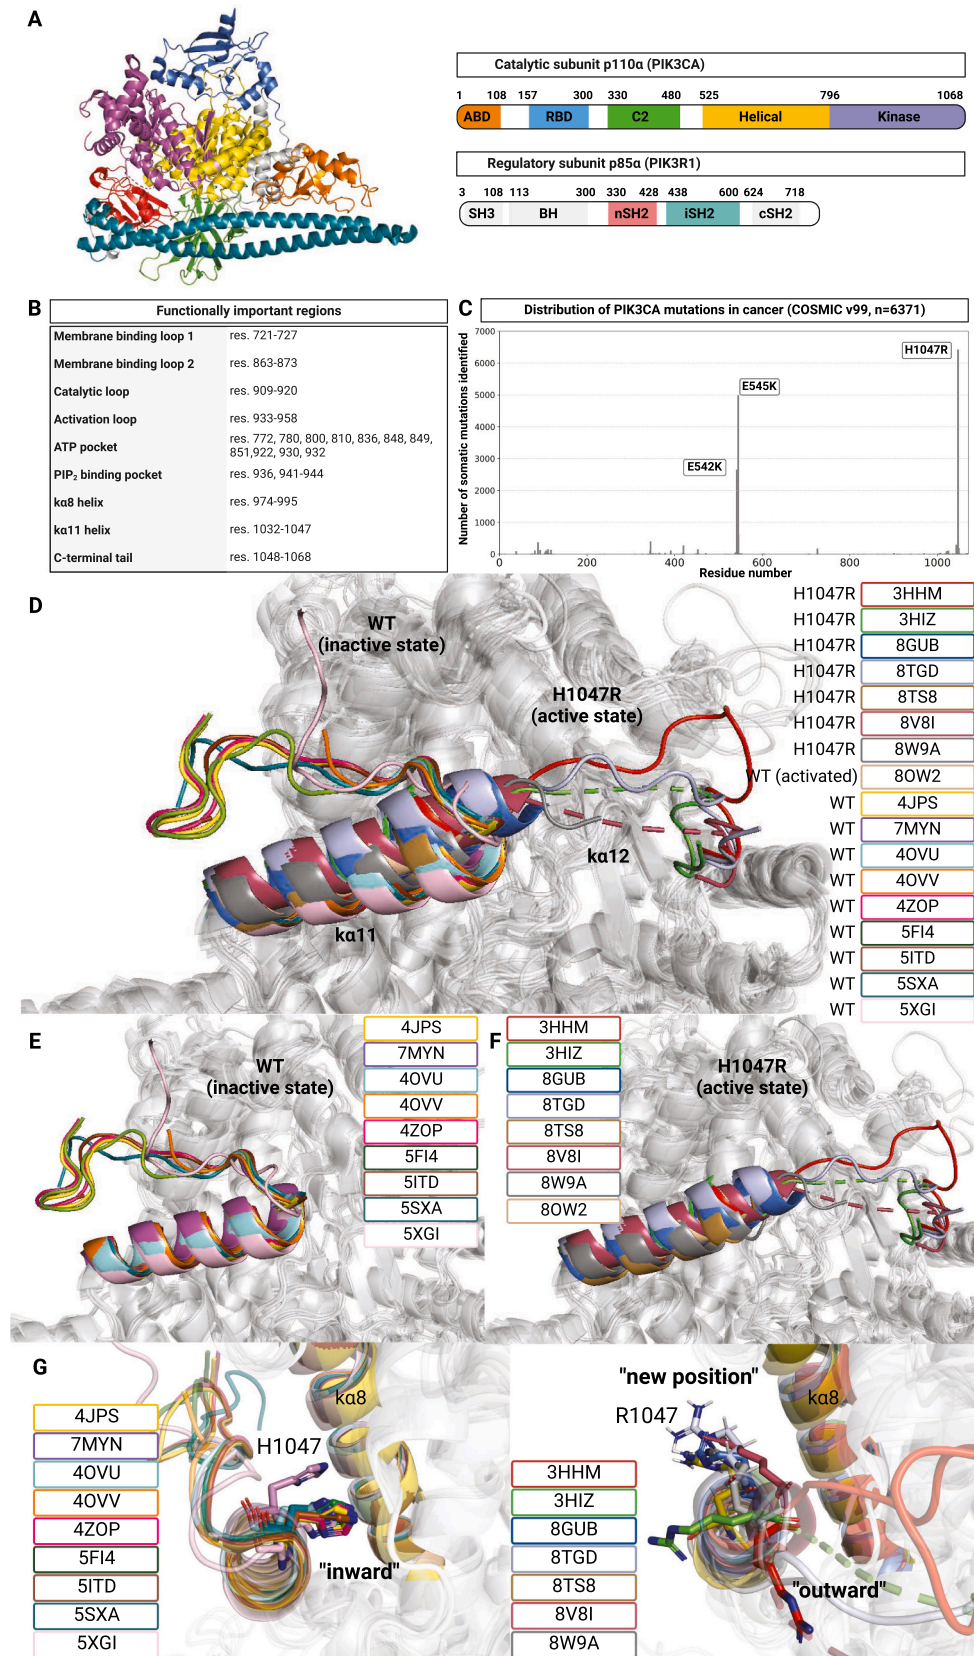 A
Catalytic subunit p110α (PIK3CA)
1 108 157 300 330 480 525 796 1068
ABD RBD C2 Helical Kinase
Regulatory subunit p85α (PIK3R1)
3 108 113 300 330 428 438 600 624 718
SH3 BH nSH2 iSH2 cSH2
B
Functionally important regions
Membrane binding loop 1 res. 721-727
Membrane binding loop 2 res. 863-873
Catalytic loop res. 909-920
Activation loop res. 933-958
ATP pocket res. 772, 780, 800, 810, 836, 848, 849,
851,922, 930, 932
PIP₂ binding pocket res. 936, 941-944
kα8 helix res. 974-995
kα11 helix res. 1032-1047
C-terminal tail res. 1048-1068
C
Distribution of PIK3CA mutations in cancer (COSMIC v99, n=6371)
Number of somatic mutations identified
7000
6000
5000
4000
3000
2000
1000
0
H1047R
E545K
E542K
0 200 400 600 800 1000
Residue number
D
WT
(inactive state)
H1047R
(active state)
kα12
kα11
H1047R 3HHM
H1047R 3HIZ
H1047R 8GUB
H1047R 8TGD
H1047R 8TS8
H1047R 8V8I
H1047R 8W9A
WT (activated) 8OW2
WT 4JPS
WT 7MYN
WT 4OVU
WT 4OVV
WT 4ZOP
WT 5FI4
WT 5ITD
WT 5SXA
WT 5XGI
E
WT
(inactive state)
4JPS
7MYN
4OVU
4OVV
4ZOP
5FI4
5ITD
5SXA
5XGI
F
3HHM
3HIZ
8GUB
8TGD
8TS8
8V8I
8W9A
8OW2
H1047R
(active state)
G
4JPS
7MYN
4OVU
4OVV
4ZOP
5FI4
5ITD
5SXA
5XGI
kα8
H1047
"inward"
"new position"
R1047
kα8
3HHM
3HIZ
8GUB
8TGD
8TS8
8V8I
8W9A
"outward"